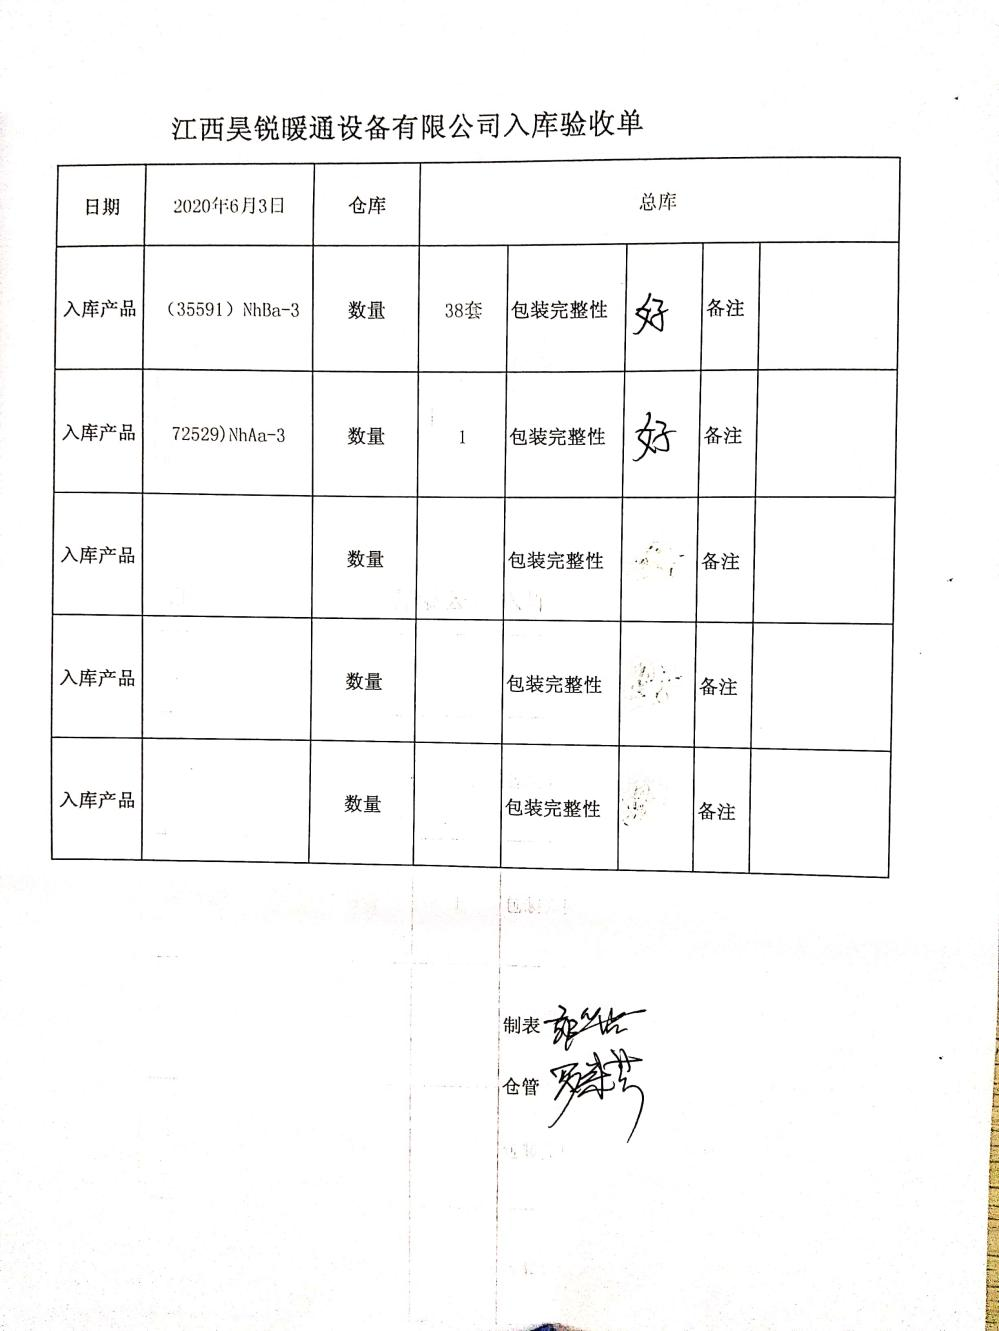 江西昊锐暖通设备有限公司入库验收单
日期 2020年6月3日 仓库 总库
入库产品 (35591) NhBa-3 数量 38套 包装完整性 好 备注
入库产品 72529)NhAa-3 数量 1 包装完整性 好 备注
入库产品 数量 包装完整性 备注
入库产品 数量 包装完整性 备注
入库产品 数量 包装完整性 备注
制表
仓管